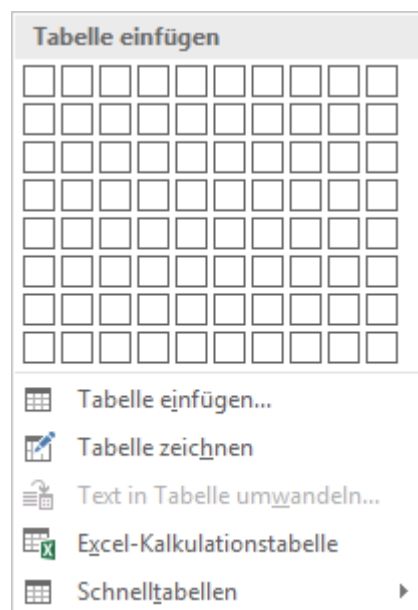 Tabelle einfügen
Tabelle einfügen...
Tabelle zeichnen
Text in Tabelle umwandeln...
Excel-Kalkulationstabelle
Schnelltabellen